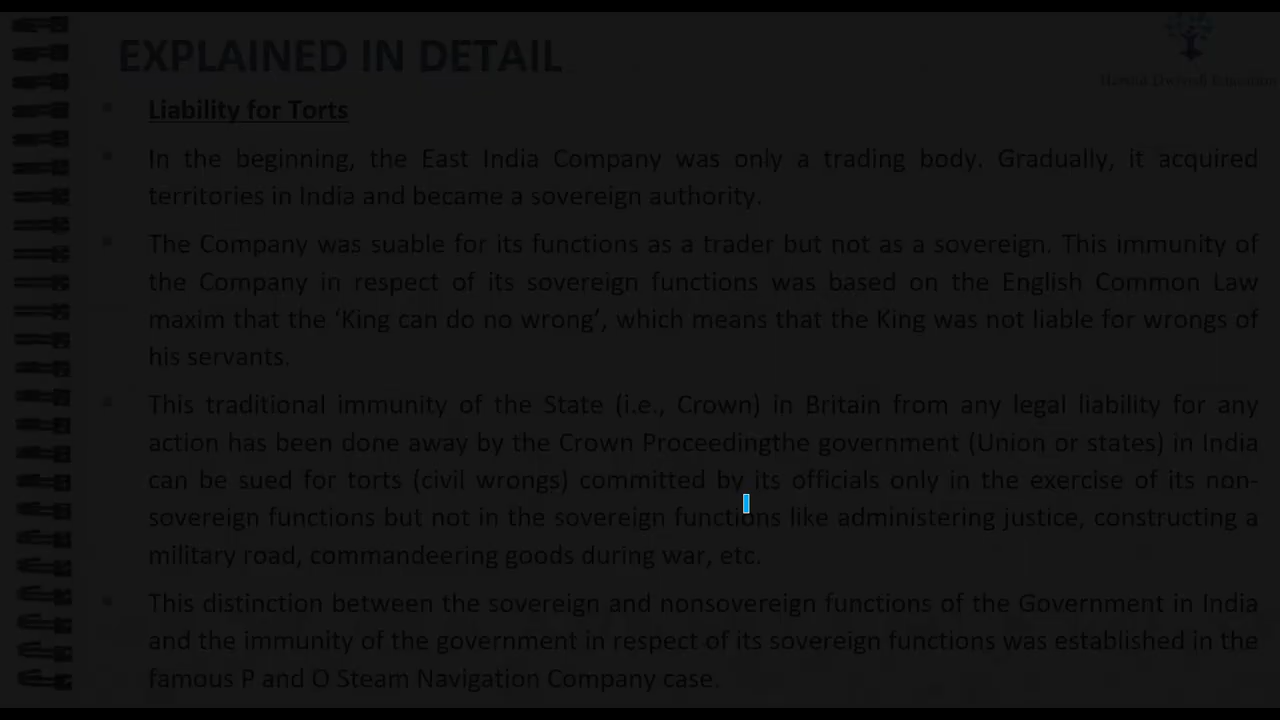 EXPLAINED IN DETAIL
Liability for Torts
In the beginning, the East India Company was only a trading body. Gradually, it acquired
territories in India and became a sovereign authority.
The Company was suable for its functions as a trader but not as a sovereign. This immunity of
the Company in respect of its sovereign functions was based on the English Common Law
maxim that the ‘King can do no wrong’, which means that the King was not liable for wrongs of
his servants.
This traditional immunity of the State (i.e., Crown) in Britain from any legal liability for any
action has been done away by the Crown Proceedingthe government (Union or states) in India
can be sued for torts (civil wrongs) committed by its officials only in the exercise of its non-
sovereign functions but not in the sovereign functions like administering justice, constructing a
military road, commandeering goods during war, etc.
This distinction between the sovereign and nonsovereign functions of the Government in India
and the immunity of the government in respect of its sovereign functions was established in the
famous P and O Steam Navigation Company case.